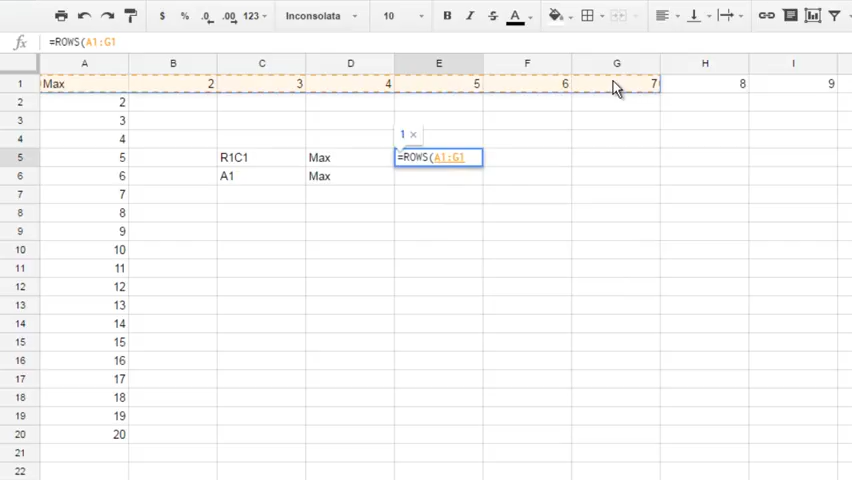 $ % .0 .00 123 Inconsolata 10 B I S A
fx =ROWS(A1:G1
A B C D E F G H I
1 Max 2 3 4 5 6 7 8 9
2 2
3 3
4 4 1 ×
5 5 R1C1 Max =ROWS(A1:G1
6 6 A1 Max
7 7
8 8
9 9
10 10
11 11
12 12
13 13
14 14
15 15
16 16
17 17
18 18
19 19
20 20
21
22